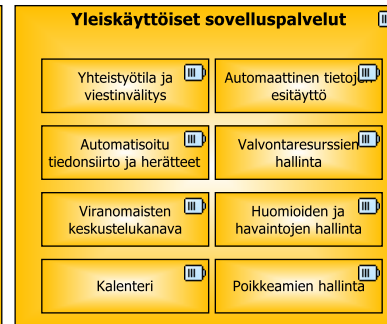 Yleiskäyttöiset sovelluspalvelut
Yhteistyötila ja
viestinvälitys
Automaattinen tietojen
esitäyttö
Automatisoitu
tiedonsiirto ja herätteet
Valvontaresurssien
hallinta
Viranomaisten
keskustelukanava
Huomioiden ja
havaintojen hallinta
Kalenteri
Poikkeamien hallinta